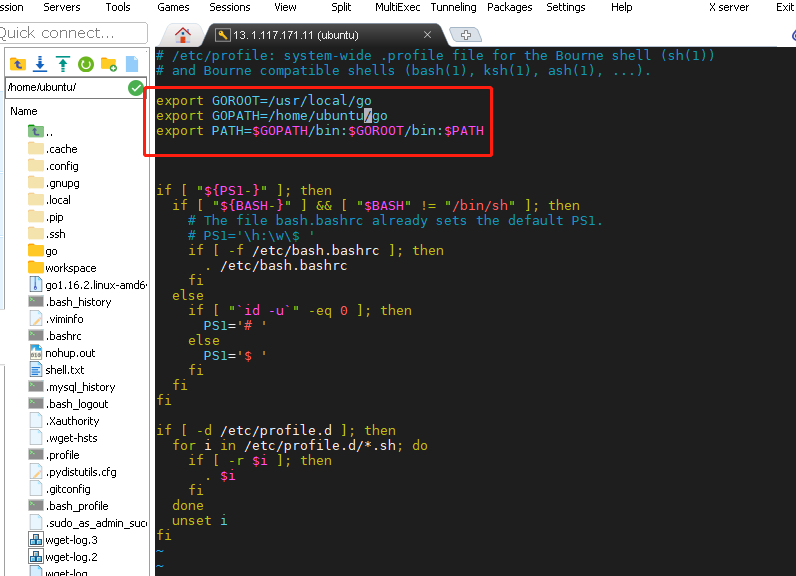 ssion Servers Tools Games Sessions View Split MultiExec Tunneling Packages Settings Help X server Exit
Quick connect...
13. 1.117.171.11 (ubuntu)
/home/ubuntu/
Name
..
.cache
.config
.gnupg
.local
.pip
.ssh
go
workspace
go1.16.2.linux-amd6
.bash_history
.viminfo
.bashrc
nohup.out
shell.txt
.mysql_history
.bash_logout
.Xauthority
.wget-hsts
.profile
.pydistutils.cfg
.gitconfig
.bash_profile
.sudo_as_admin_suc
wget-log.3
wget-log.2
wget-log
# /etc/profile: system-wide .profile file for the Bourne shell (sh(1))
# and Bourne compatible shells (bash(1), ksh(1), ash(1), ...).
export GOROOT=/usr/local/go
export GOPATH=/home/ubuntu/go
export PATH=$GOPATH/bin:$GOROOT/bin:$PATH
if [ "${PS1-}" ]; then
  if [ "${BASH-}" ] && [ "$BASH" != "/bin/sh" ]; then
    # The file bash.bashrc already sets the default PS1.
    # PS1='\h:\w\$ '
    if [ -f /etc/bash.bashrc ]; then
      . /etc/bash.bashrc
    fi
  else
    if [ "`id -u`" -eq 0 ]; then
      PS1='# '
    else
      PS1='$ '
    fi
  fi
fi
if [ -d /etc/profile.d ]; then
  for i in /etc/profile.d/*.sh; do
    if [ -r $i ]; then
      . $i
    fi
  done
  unset i
fi
~
~